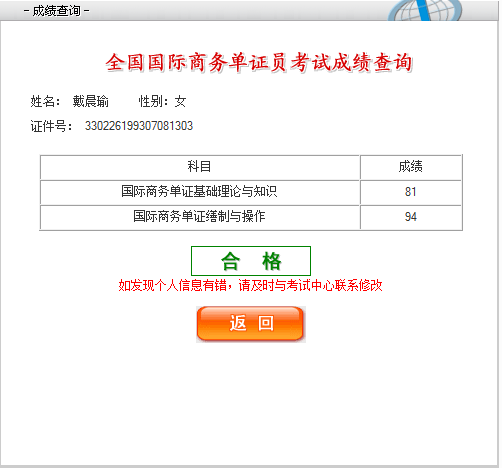 - 成绩查询 -
全国国际商务单证员考试成绩查询
姓名： 戴晨瑜 性别：女
证件号： 330226199307081303
科目 成绩
国际商务单证基础理论与知识 81
国际商务单证缮制与操作 94
合 格
如发现个人信息有错，请及时与考试中心联系修改
返 回